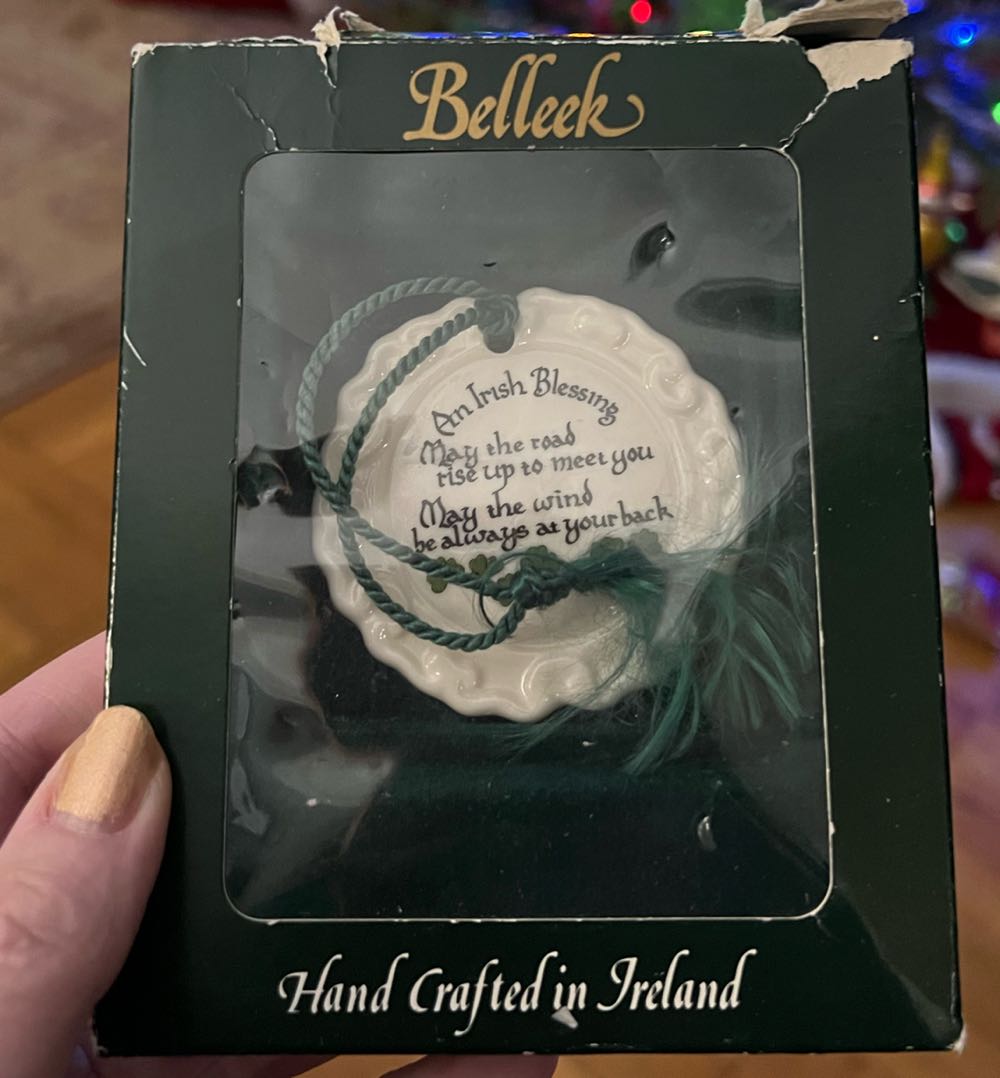 Belleek
An Irish Blessing
May the road
rise up to meet you
May the wind
be always at your back
Hand Crafted in Ireland